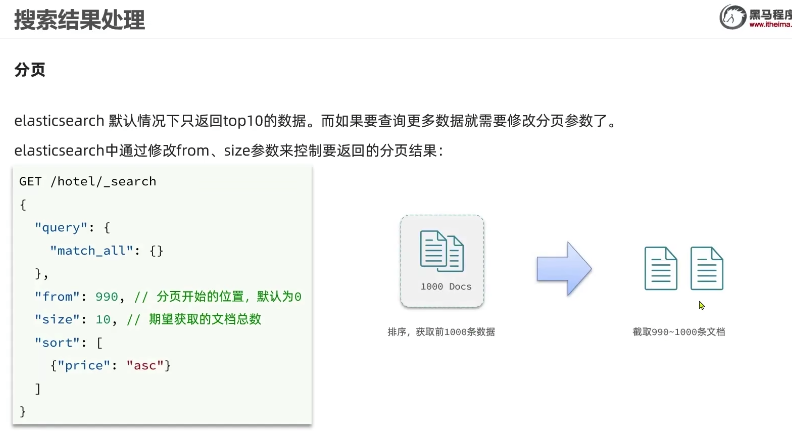 搜索结果处理
黑马程序
www.itheima.
分页
elasticsearch 默认情况下只返回top10的数据。而如果要查询更多数据就需要修改分页参数了。
elasticsearch中通过修改from、size参数来控制要返回的分页结果：
GET /hotel/_search
{
"query": {
"match_all": {}
},
"from": 990, // 分页开始的位置，默认为0
"size": 10, // 期望获取的文档总数
"sort": [
{"price": "asc"}
]
}
1000 Docs
排序，获取前1000条数据
截取990~1000条文档